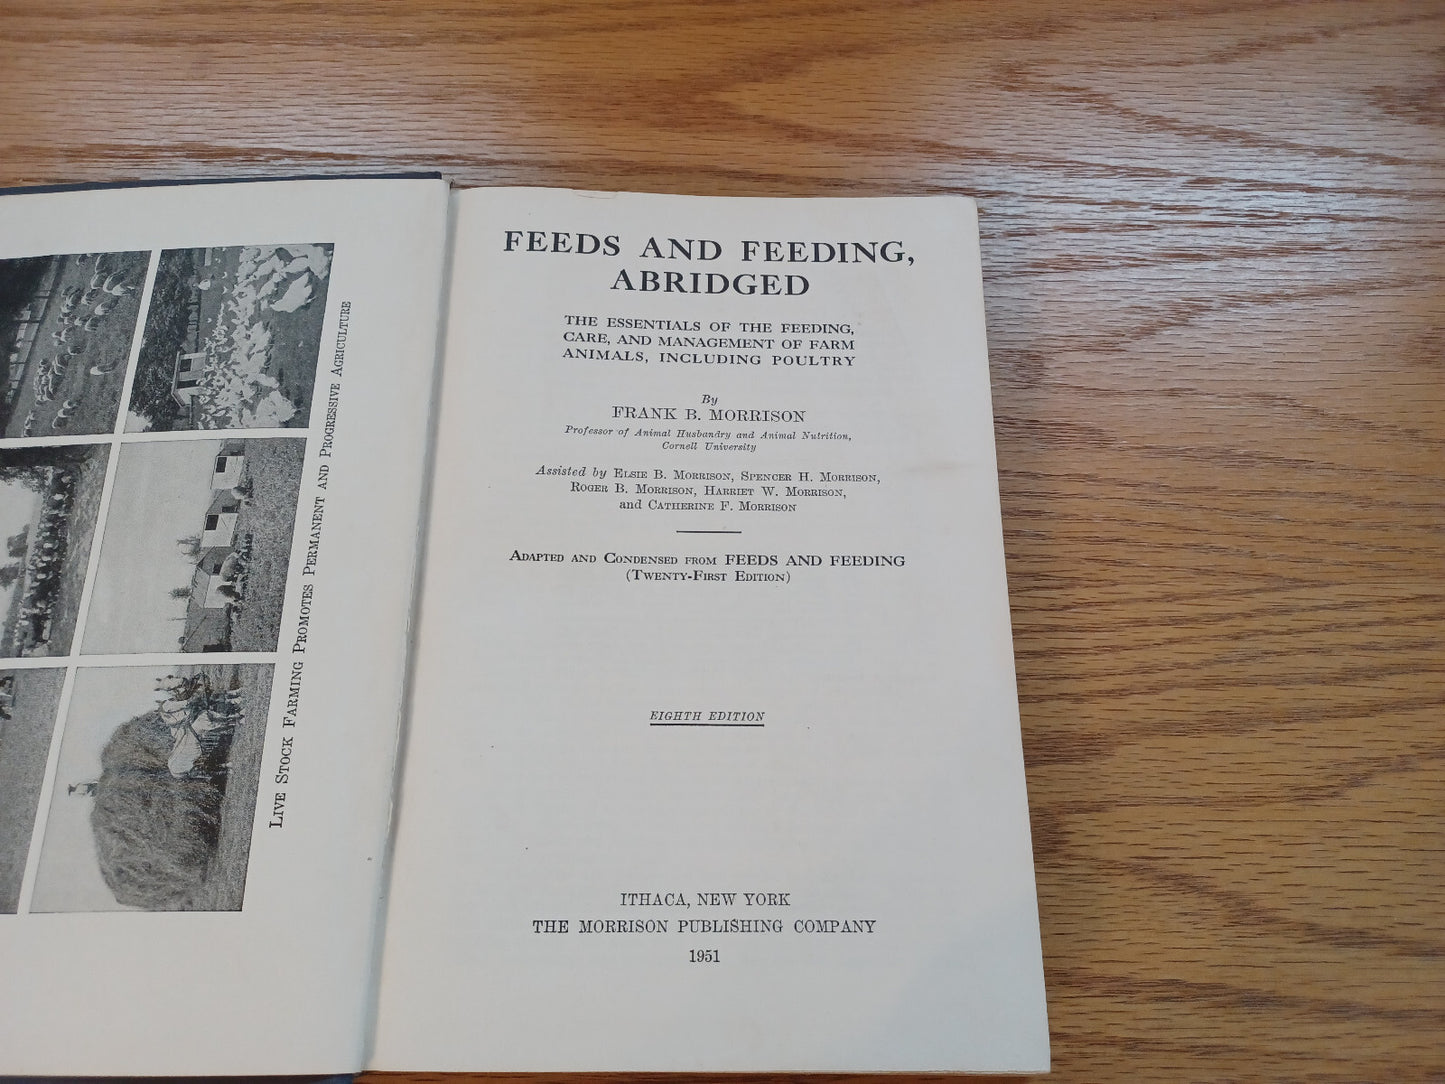 LIVE STOCK FARMING PROMOTES PERMANENT AND PROGRESSIVE AGRICULTURE
FEEDS AND FEEDING,
ABRIDGED
THE ESSENTIALS OF THE FEEDING,
CARE, AND MANAGEMENT OF FARM
ANIMALS, INCLUDING POULTRY
By
FRANK B. MORRISON
Professor of Animal Husbandry and Animal Nutrition,
Cornell University
Assisted by ELSIE B. MORRISON, SPENCER H. MORRISON,
ROGER B. MORRISON, HARRIET W. MORRISON,
and CATHERINE F. MORRISON
ADAPTED AND CONDENSED FROM FEEDS AND FEEDING
(TWENTY-FIRST EDITION)
EIGHTH EDITION
ITHACA, NEW YORK
THE MORRISON PUBLISHING COMPANY
1951